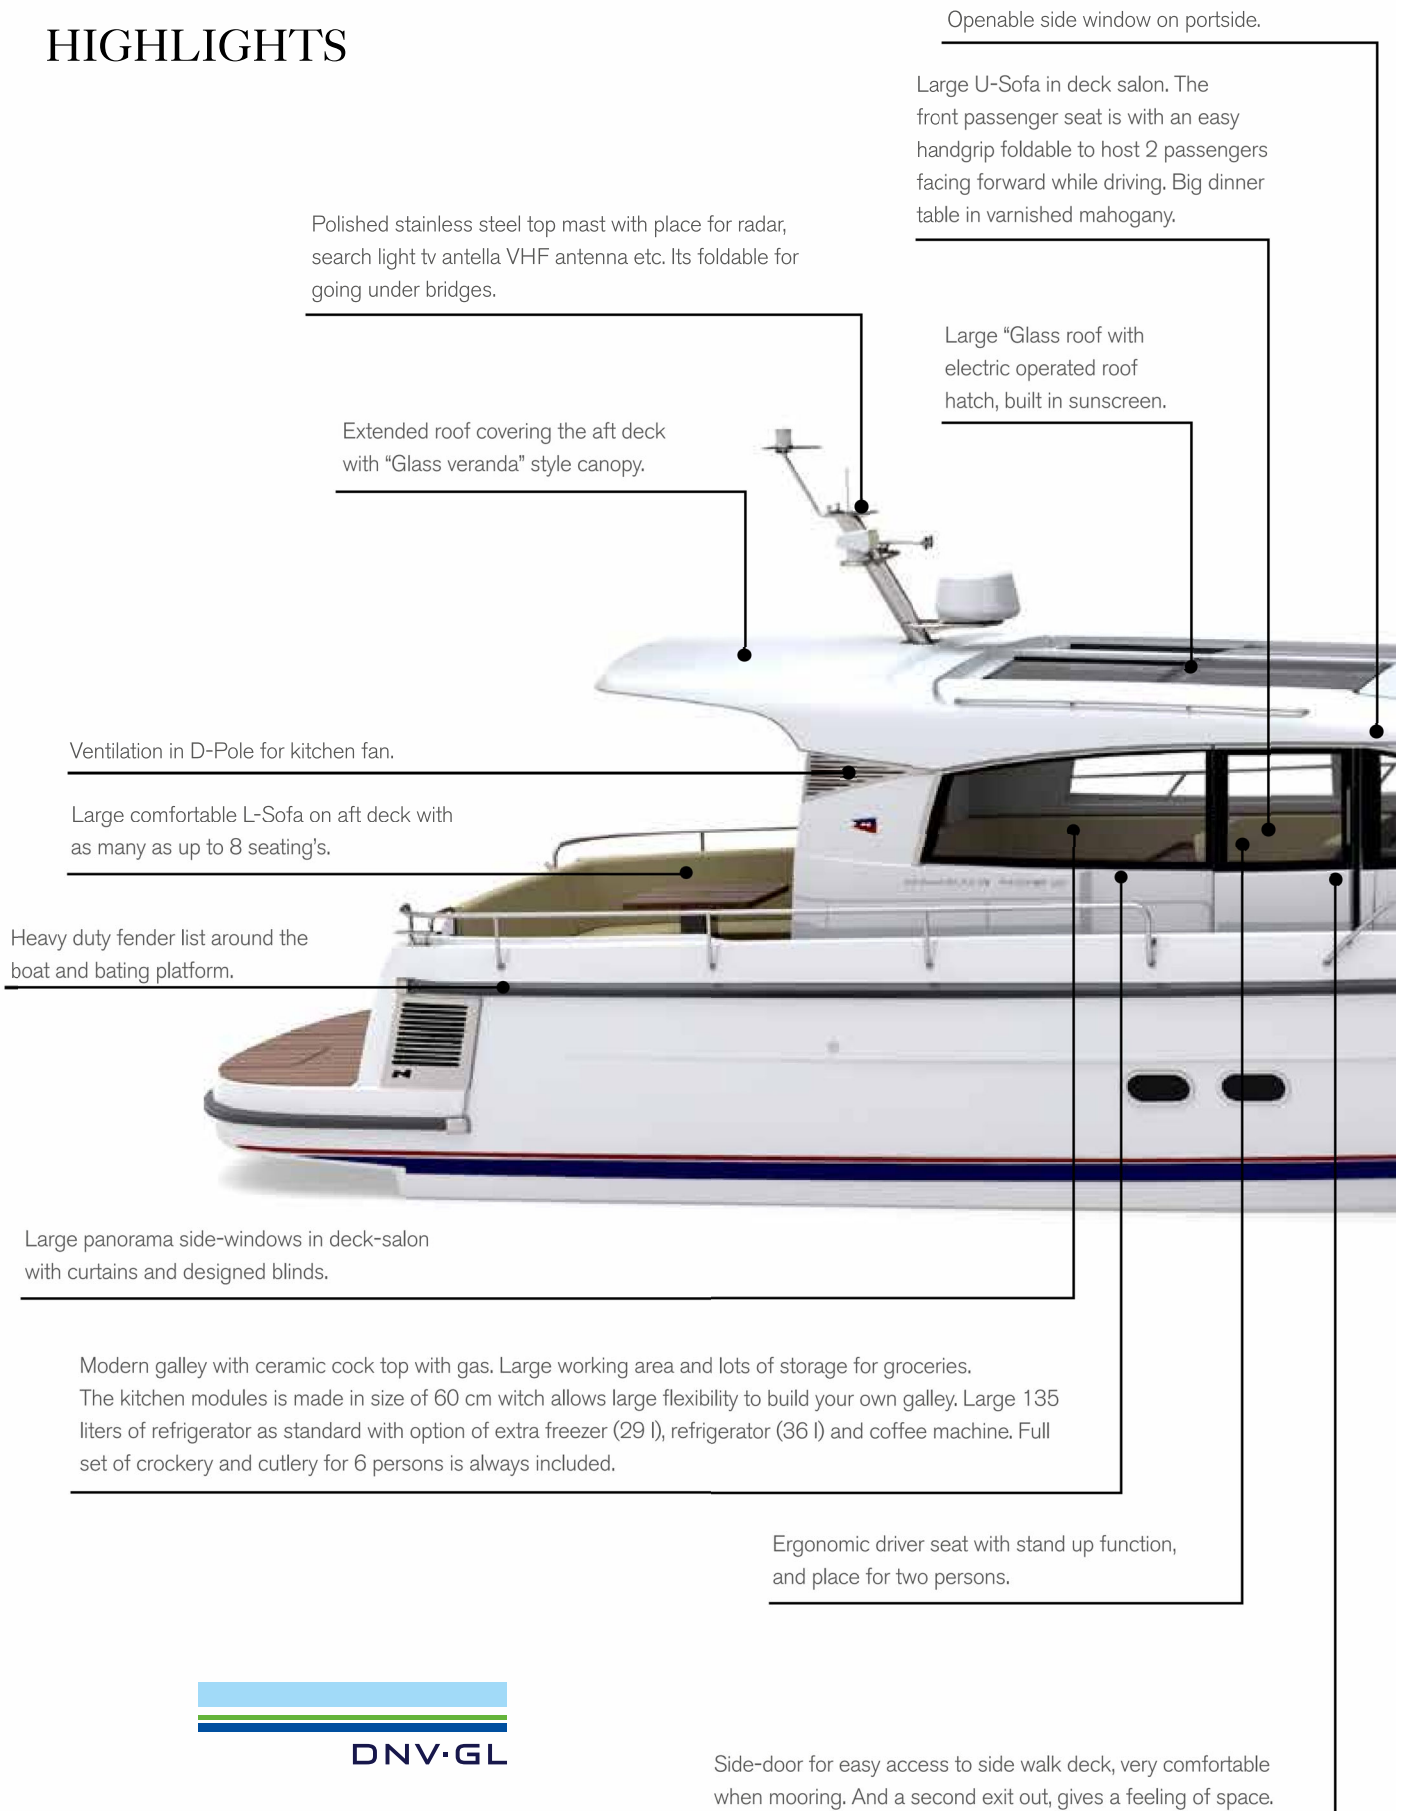 HIGHLIGHTS
Openable side window on portside.
Large U-Sofa in deck salon. The
front passenger seat is with an easy
handgrip foldable to host 2 passengers
facing forward while driving. Big dinner
table in varnished mahogany.
Polished stainless steel top mast with place for radar,
search light tv antella VHF antenna etc. Its foldable for
going under bridges.
Large “Glass roof with
electric operated roof
hatch, built in sunscreen.
Extended roof covering the aft deck
with “Glass veranda” style canopy.
Ventilation in D-Pole for kitchen fan.
Large comfortable L-Sofa on aft deck with
as many as up to 8 seating’s.
Heavy duty fender list around the
boat and bating platform.
Large panorama side-windows in deck-salon
with curtains and designed blinds.
Modern galley with ceramic cock top with gas. Large working area and lots of storage for groceries.
The kitchen modules is made in size of 60 cm witch allows large flexibility to build your own galley. Large 135
liters of refrigerator as standard with option of extra freezer (29 l), refrigerator (36 l) and coffee machine. Full
set of crockery and cutlery for 6 persons is always included.
Ergonomic driver seat with stand up function,
and place for two persons.
DNV·GL
Side-door for easy access to side walk deck, very comfortable
when mooring. And a second exit out, gives a feeling of space.